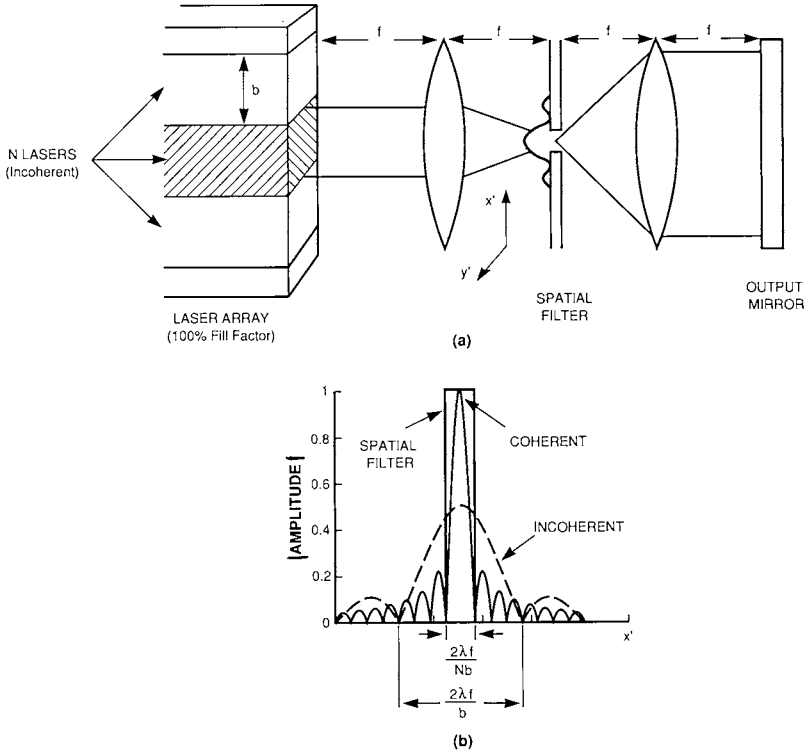 f
f
f
f
b
N LASERS
(Incoherent)
x'
y'
LASER ARRAY
(100% Fill Factor)
SPATIAL
FILTER
OUTPUT
MIRROR
(a)
1
0.8
0.6
0.4
0.2
0
|AMPLITUDE|
SPATIAL
FILTER
COHERENT
INCOHERENT
x'
2λf
Nb
2λf
b
(b)